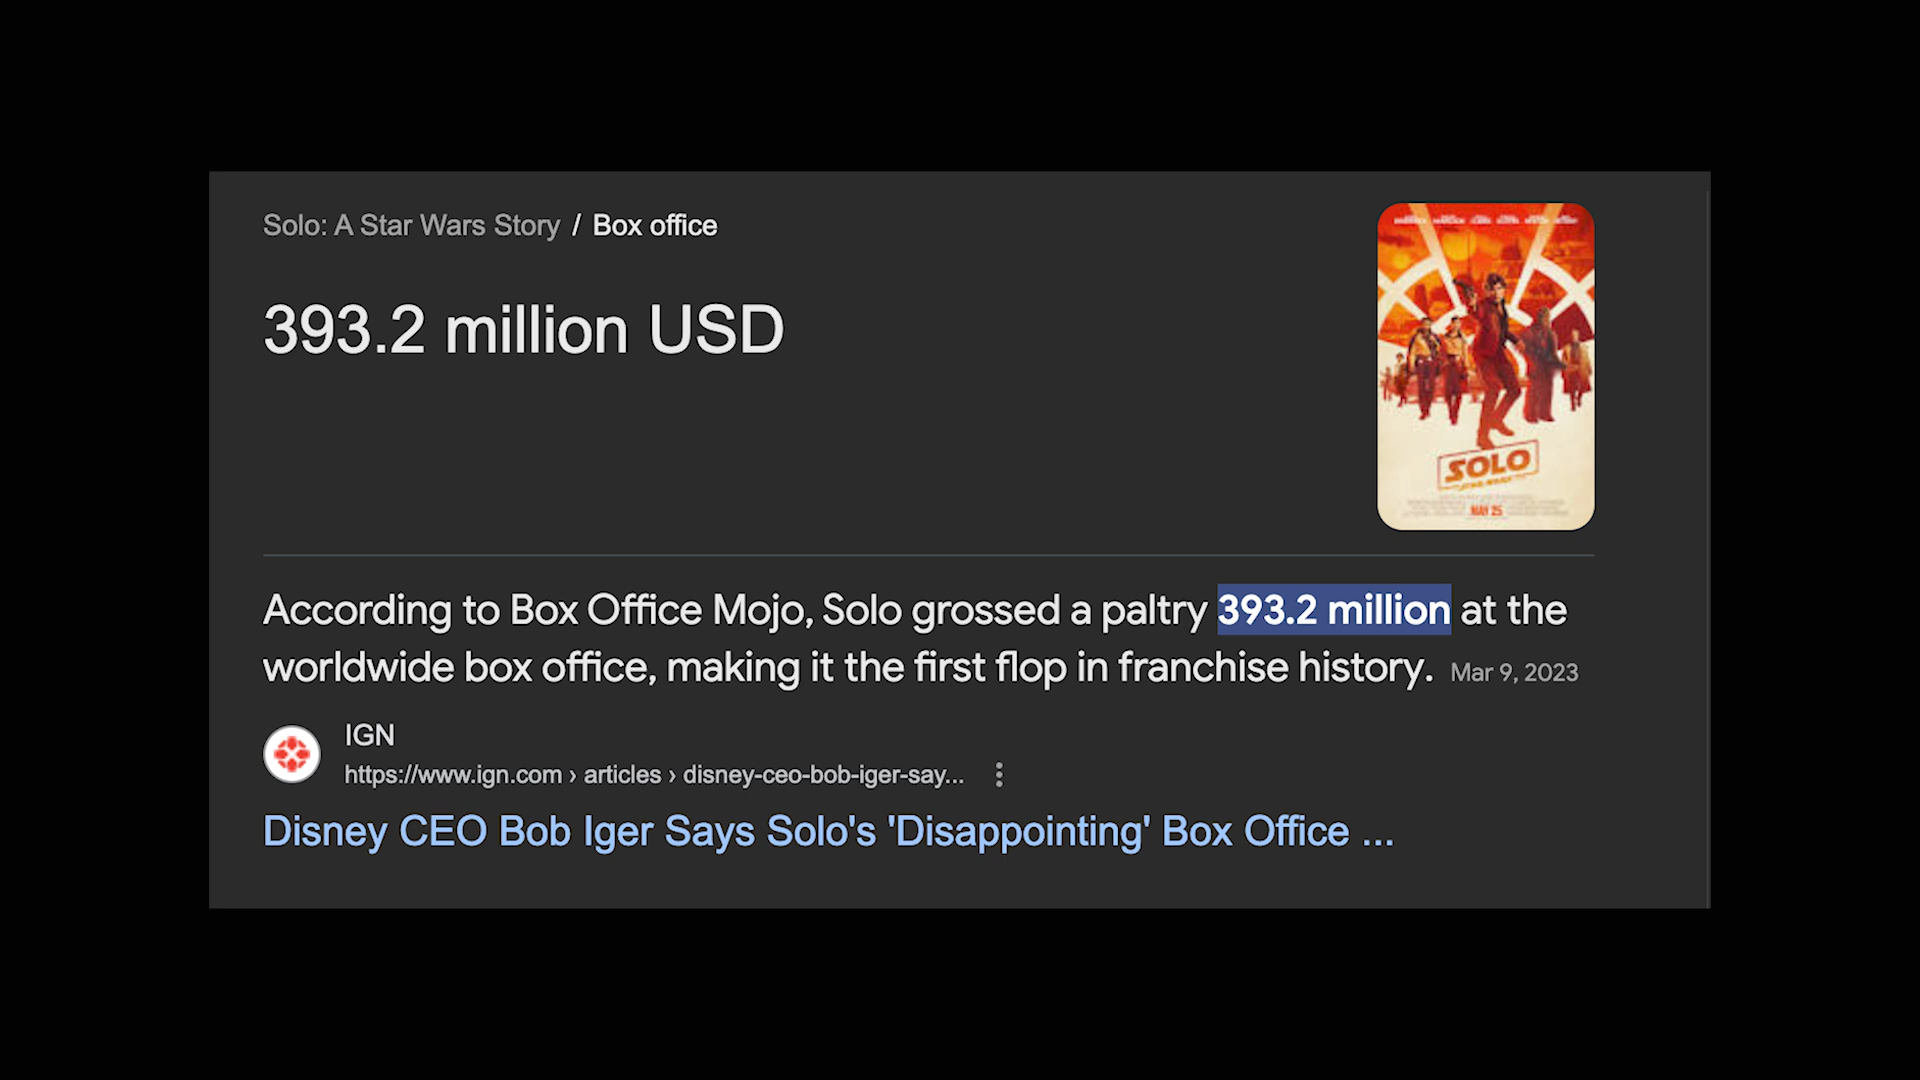 Solo: A Star Wars Story / Box office
393.2 million USD
SOLO
MAY 25
According to Box Office Mojo, Solo grossed a paltry 393.2 million at the
worldwide box office, making it the first flop in franchise history. Mar 9, 2023
IGN
https://www.ign.com › articles › disney-ceo-bob-iger-say...
Disney CEO Bob Iger Says Solo's 'Disappointing' Box Office ...